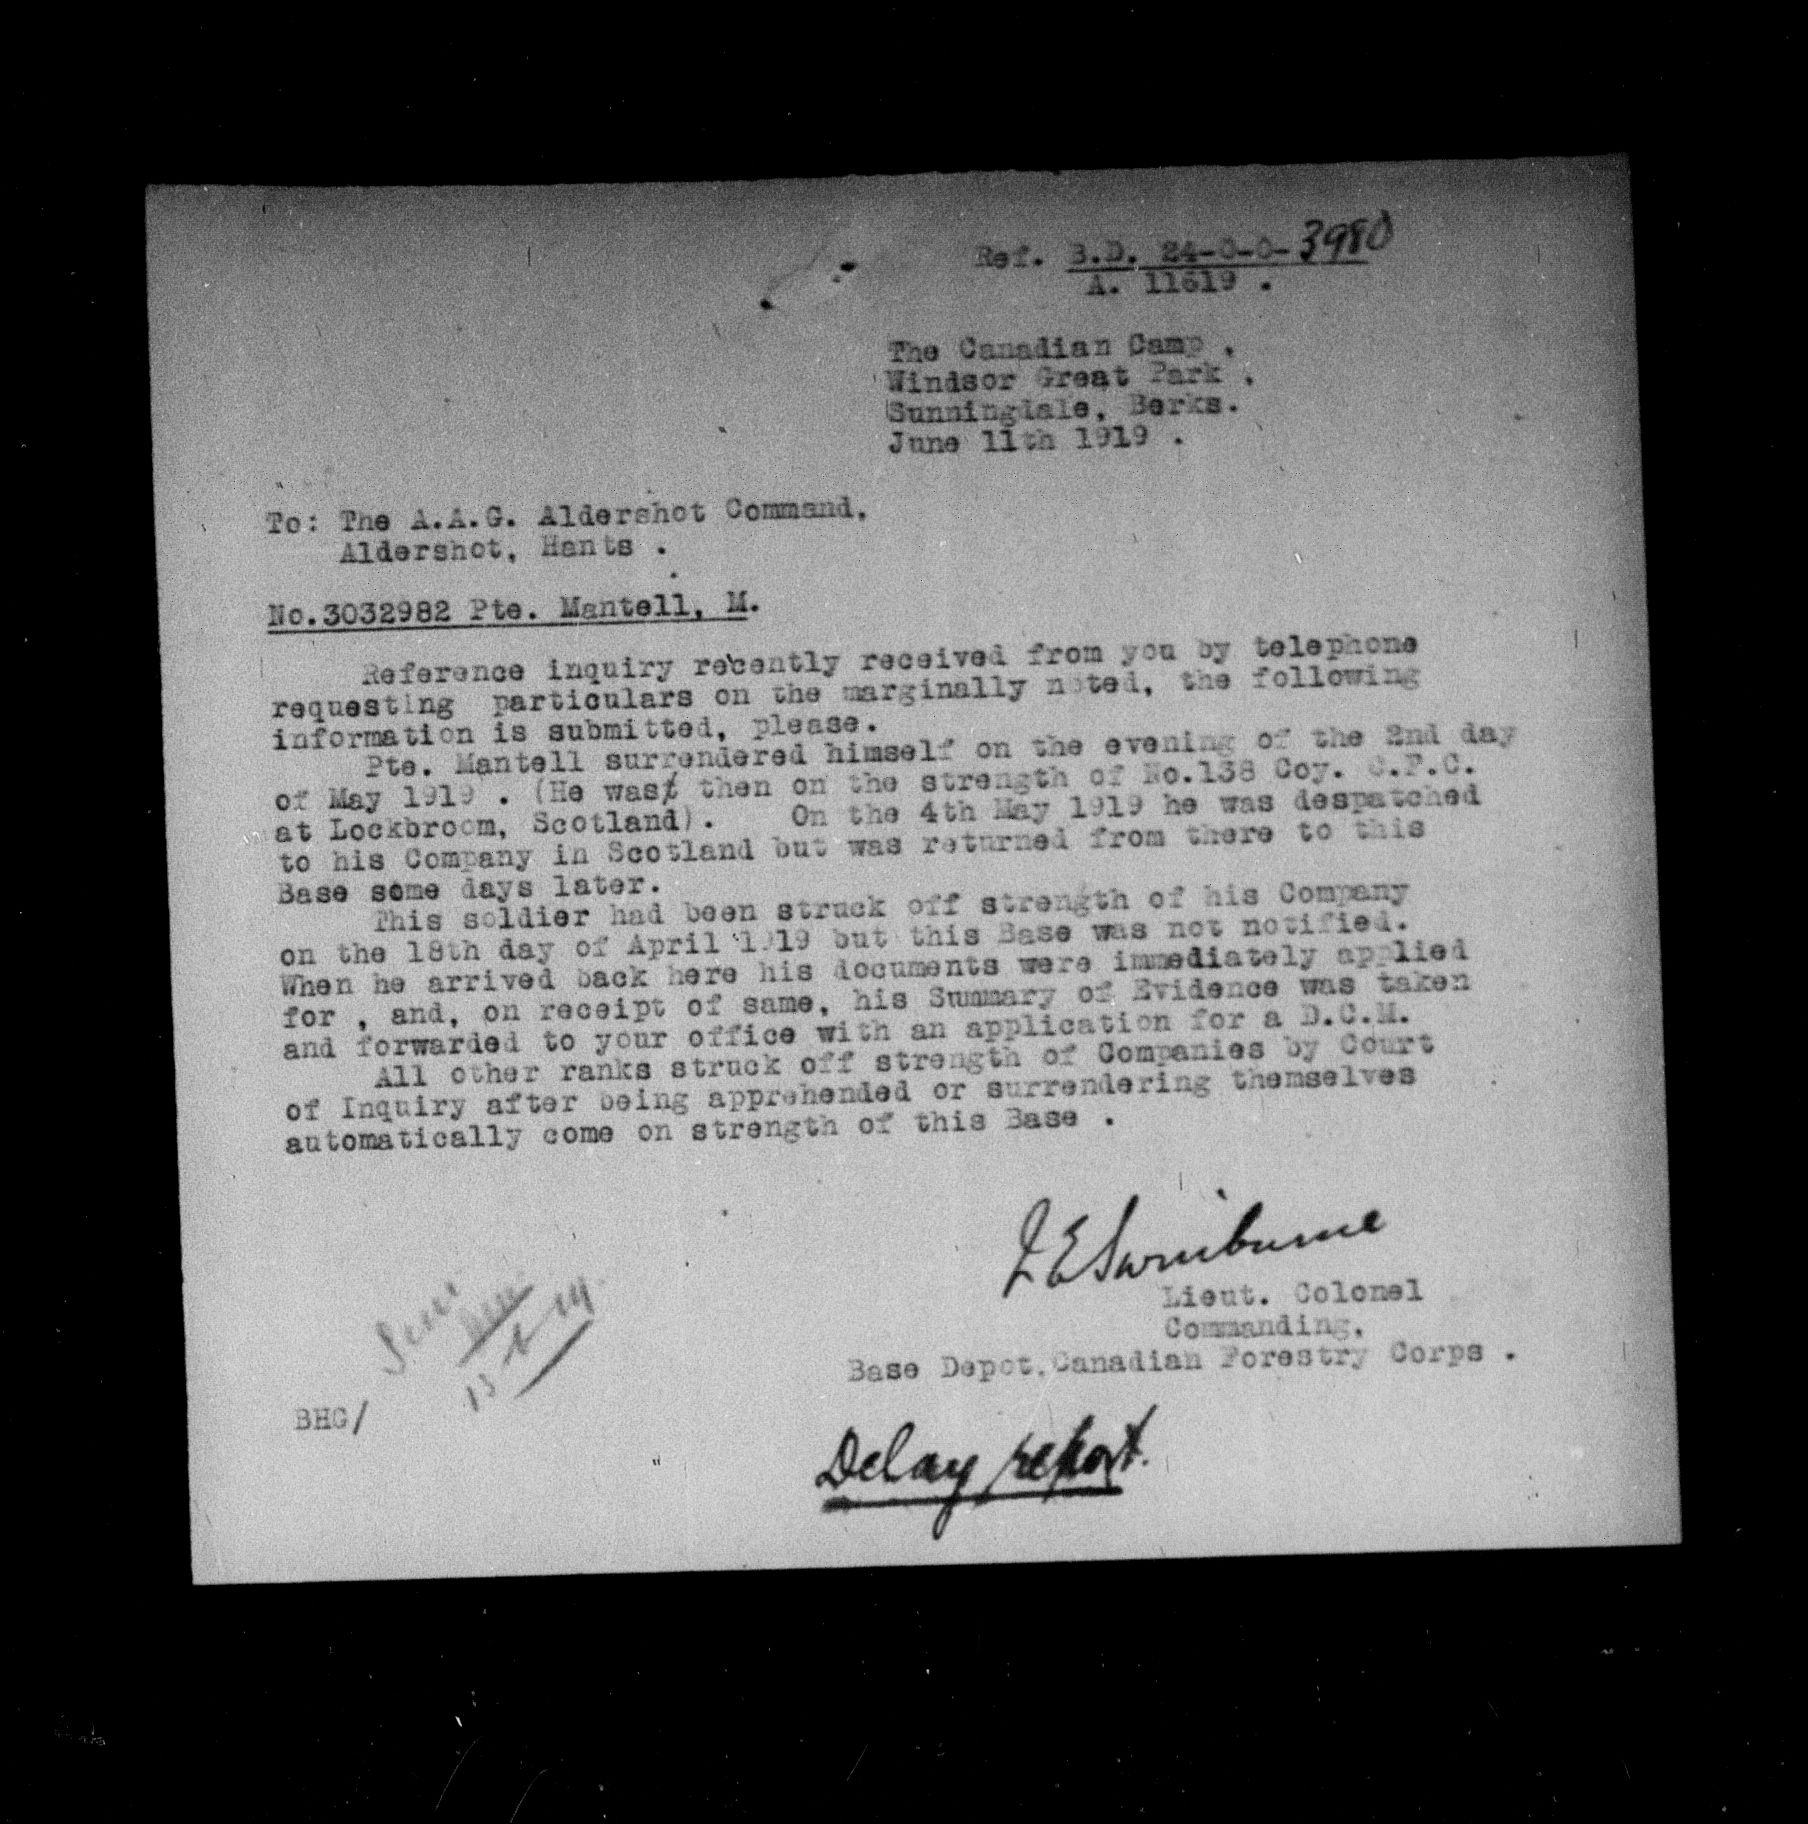 Ref. B.D. 24-0-0-3980
A. 11619 .
The Canadian Camp .
Windsor Great Park .
Sunningdale, Berks.
June 11th 1919 .
To: The A.A.G. Aldershot Command,
Aldershot, Hants .
No.3032982 Pte. Mantell, M.
Reference inquiry recently received from you by telephone
requesting particulars on the marginally noted, the following
information is submitted, please.
Pte. Mantell surrendered himself on the evening of the 2nd day
of May 1919 . (He was then on the strength of No.138 Coy. C.F.C.
at Lockbroom, Scotland). On the 4th May 1919 he was despatched
to his Company in Scotland but was returned from there to this
Base some days later.
This soldier had been struck off strength of his Company
on the 18th day of April 1919 but this Base was not notified.
When he arrived back here his documents were immediately applied
for , and, on receipt of same, his Summary of Evidence was taken
and forwarded to your office with an application for a D.C.M.
All other ranks struck off strength of Companies by Court
of Inquiry after being apprehended or surrendering themselves
automatically come on strength of this Base .
Swinburne
Lieut. Colonel
Commanding,
Base Depot, Canadian Forestry Corps .
BHG/
Delay report.